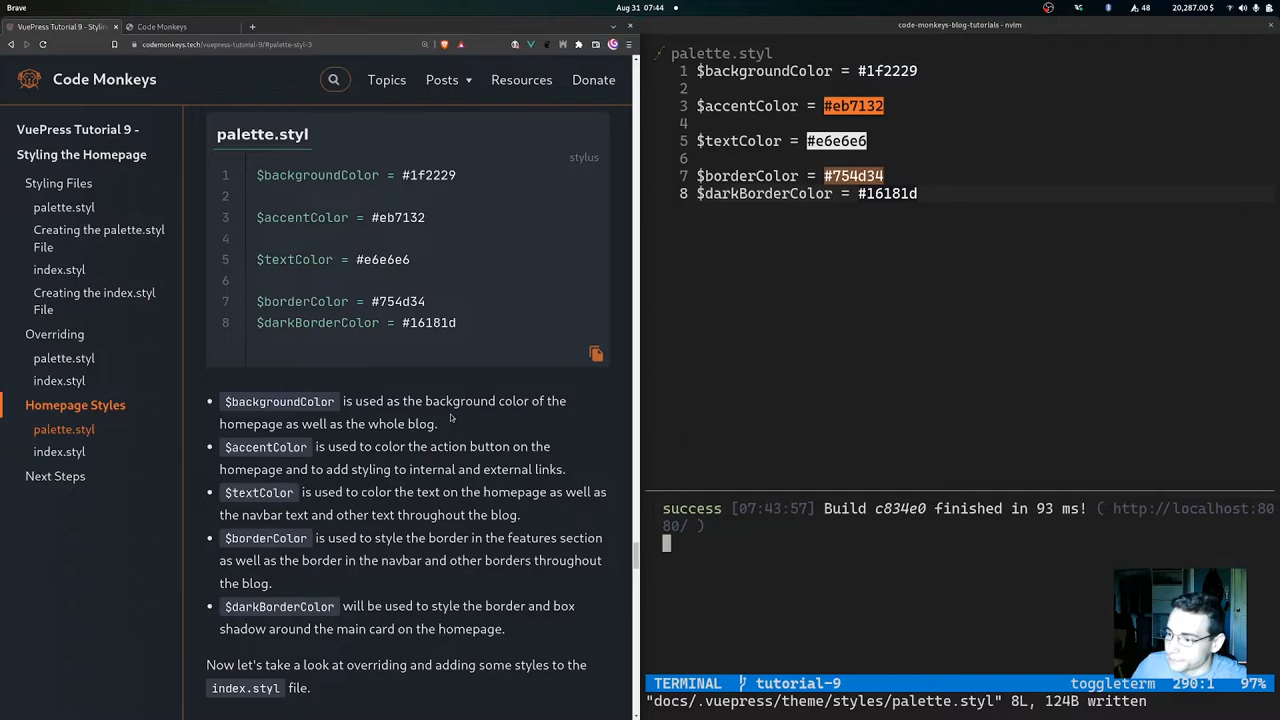 Brave
Aug 31 07:44
48
20,287.00 $
VuePress Tutorial 9 - Stylin
Code Monkeys
codemonkeys.tech/vuepress-tutorial-9/#palette-styl-3
Code Monkeys
Topics
Posts
Resources
Donate
VuePress Tutorial 9 -
Styling the Homepage
Styling Files
palette.styl
Creating the palette.styl
File
index.styl
Creating the index.styl
File
Overriding
palette.styl
index.styl
Homepage Styles
palette.styl
index.styl
Next Steps
palette.styl
stylus
1 $backgroundColor = #1f2229
2
3 $accentColor = #eb7132
4
5 $textColor = #e6e6e6
6
7 $borderColor = #754d34
8 $darkBorderColor = #16181d
• $backgroundColor is used as the background color of the
homepage as well as the whole blog.
• $accentColor is used to color the action button on the
homepage and to add styling to internal and external links.
• $textColor is used to color the text on the homepage as well as
the navbar text and other text throughout the blog.
• $borderColor is used to style the border in the features section
as well as the border in the navbar and other borders throughout
the blog.
• $darkBorderColor will be used to style the border and box
shadow around the main card on the homepage.
Now let's take a look at overriding and adding some styles to the
index.styl file.
code-monkeys-blog-tutorials - nvim
palette.styl
1 $backgroundColor = #1f2229
2
3 $accentColor = #eb7132
4
5 $textColor = #e6e6e6
6
7 $borderColor = #754d34
8 $darkBorderColor = #16181d
success [07:43:57] Build c834e0 finished in 93 ms! ( http://localhost:80
80/ )
TERMINAL tutorial-9 toggleterm 290:1 97%
"docs/.vuepress/theme/styles/palette.styl" 8L, 124B written